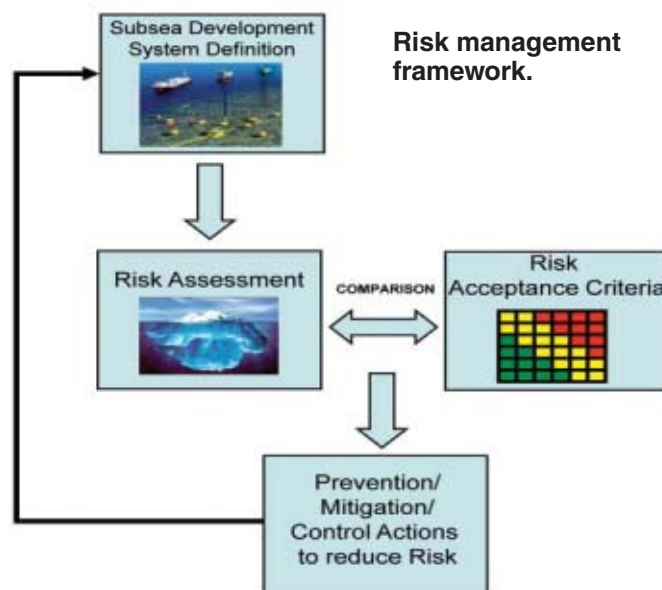 Subsea Development
System Definition
Risk management
framework.
Risk Assessment
COMPARISON
Risk
Acceptance Criteria
Prevention/
Mitigation/
Control Actions
to reduce Risk